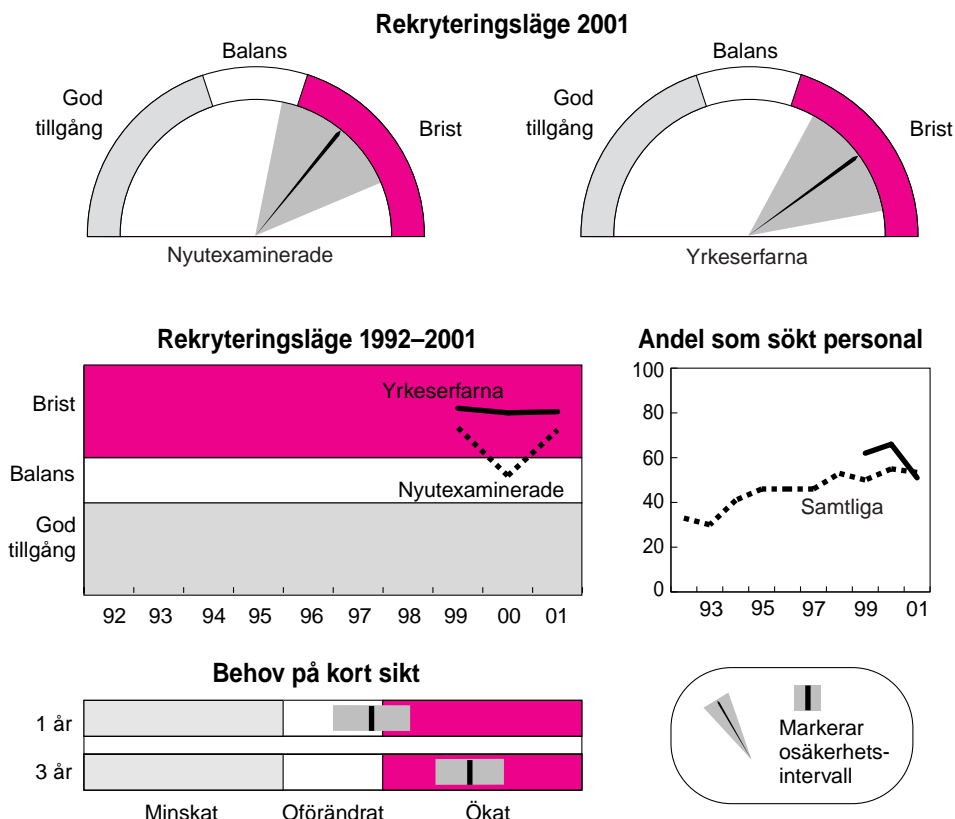 Rekryteringsläge 2001
Balans
God
tillgång
Brist
Nyutexaminerade
Balans
God
tillgång
Brist
Yrkeserfarna
Rekryteringsläge 1992–2001
Brist
Balans
God
tillgång
Yrkeserfarna
Nyutexaminerade
92 93 94 95 96 97 98 99 00 01
Andel som sökt personal
100
80
60
40
20
0
Samtliga
93 95 97 99 01
Behov på kort sikt
1 år
3 år
Minskat Oförändrat Ökat
Markerar
osäkerhets-
intervall